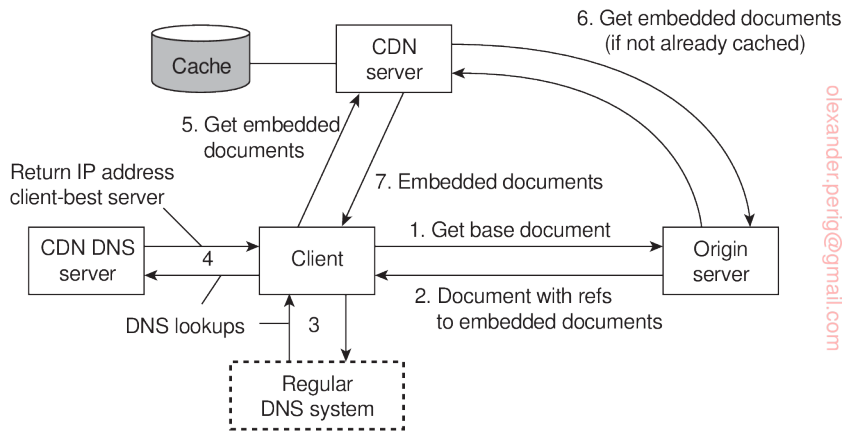 6. Get embedded documents
(if not already cached)
CDN
server
Cache
5. Get embedded
documents
Return IP address
client-best server
7. Embedded documents
1. Get base document
CDN DNS
server
4
Client
Origin
server
2. Document with refs
to embedded documents
DNS lookups
3
Regular
DNS system
olexander.perig@gmail.com